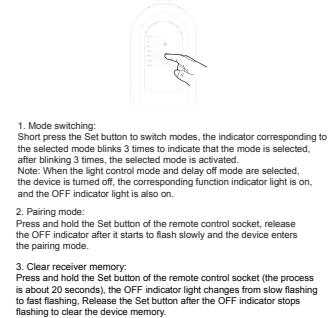 1. Mode switching:
Short press the Set button to switch modes, the indicator corresponding to
the selected mode blinks 3 times to indicate that the mode is selected,
after blinking 3 times, the selected mode is activated.
Note: When the light control mode and delay off mode are selected,
the device is turned off, the corresponding function indicator light is on,
and the OFF indicator light is also on.
2. Pairing mode:
Press and hold the Set button of the remote control socket, release
the OFF indicator after it starts to flash slowly and the device enters
the pairing mode.
3. Clear receiver memory:
Press and hold the Set button of the remote control socket (the process
is about 20 seconds), the OFF indicator light changes from slow flashing
to fast flashing, Release the Set button after the OFF indicator stops
flashing to clear the device memory.